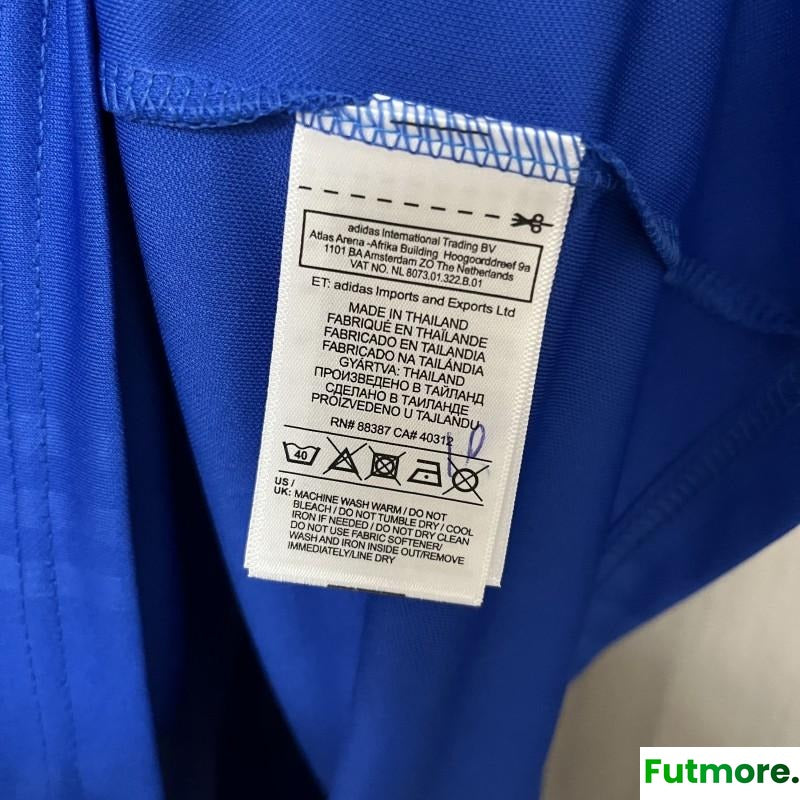 adidas International Trading BV
Atlas Arena -Afrika Building Hoogoorddreef 9a
1101 BA Amsterdam ZO The Netherlands
VAT NO. NL 8073.01.322.B.01
ET: adidas Imports and Exports Ltd
MADE IN THAILAND
FABRIQUÉ EN THAÏLANDE
FABRICADO EN TAILANDIA
FABRICADO NA TAILÂNDIA
GYÁRTVA: THAILAND
ПРОИЗВЕДЕНО В ТАЙЛАНД
СДЕЛАНО В ТАИЛАНДЕ
PROIZVEDENO U TAJLANDU
RN# 88387 CA# 40312
40
US /
UK: MACHINE WASH WARM / DO NOT
BLEACH / DO NOT TUMBLE DRY / COOL
IRON IF NEEDED / DO NOT DRY CLEAN
DO NOT USE FABRIC SOFTENER/
WASH AND IRON INSIDE OUT/REMOVE
IMMEDIATELY/LINE DRY
Futmore.